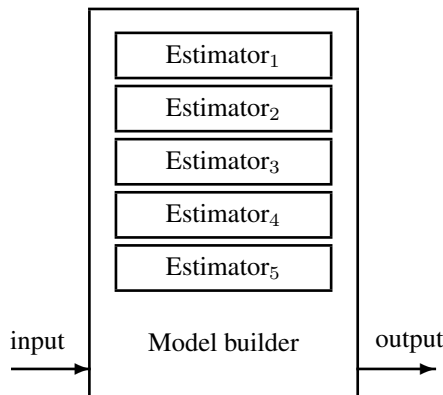 Estimator₁
Estimator₂
Estimator₃
Estimator₄
Estimator₅
input Model builder output